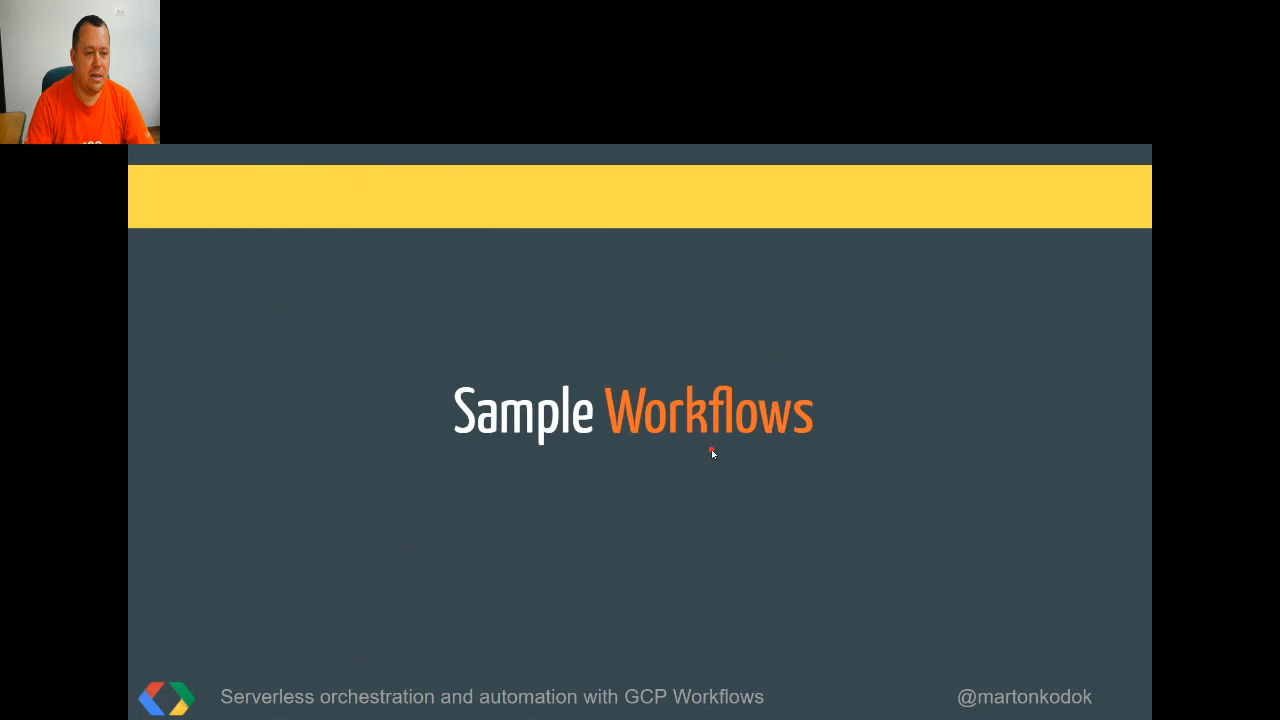 Sample Workflows
Serverless orchestration and automation with GCP Workflows
@martonkodok